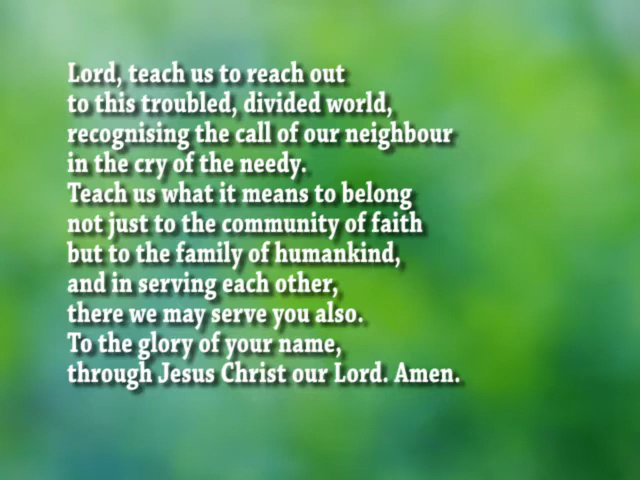 Lord, teach us to reach out
to this troubled, divided world,
recognising the call of our neighbour
in the cry of the needy.
Teach us what it means to belong
not just to the community of faith
but to the family of humankind,
and in serving each other,
there we may serve you also.
To the glory of your name,
through Jesus Christ our Lord. Amen.